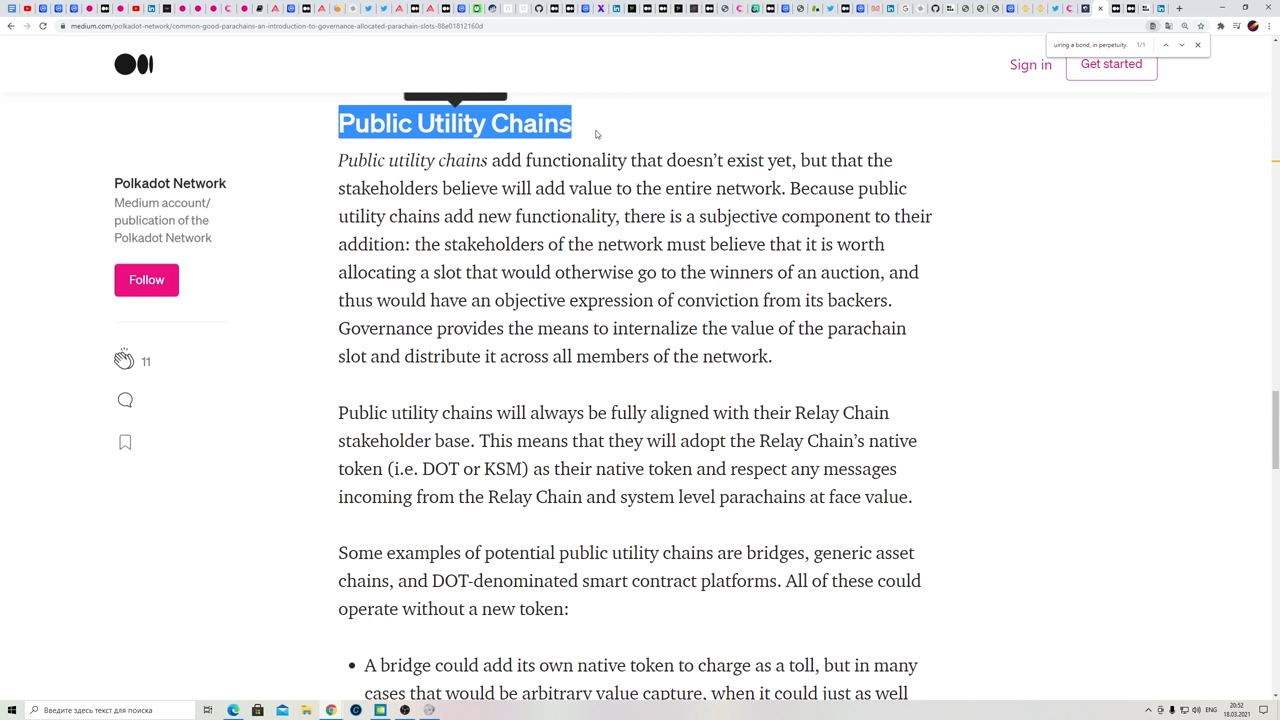 medium.com/polkadot-network/common-good-parachains-an-introduction-to-governance-allocated-parachain-slots-88e01812160d
uiring a bond, in perpetuity. 1/1
Sign in
Get started
Public Utility Chains
Polkadot Network
Medium account/
publication of the
Polkadot Network
Follow
11
Public utility chains add functionality that doesn’t exist yet, but that the
stakeholders believe will add value to the entire network. Because public
utility chains add new functionality, there is a subjective component to their
addition: the stakeholders of the network must believe that it is worth
allocating a slot that would otherwise go to the winners of an auction, and
thus would have an objective expression of conviction from its backers.
Governance provides the means to internalize the value of the parachain
slot and distribute it across all members of the network.
Public utility chains will always be fully aligned with their Relay Chain
stakeholder base. This means that they will adopt the Relay Chain’s native
token (i.e. DOT or KSM) as their native token and respect any messages
incoming from the Relay Chain and system level parachains at face value.
Some examples of potential public utility chains are bridges, generic asset
chains, and DOT-denominated smart contract platforms. All of these could
operate without a new token:
• A bridge could add its own native token to charge as a toll, but in many
cases that would be arbitrary value capture, when it could just as well
Введите здесь текст для поиска
ENG
20:52
18.03.2021